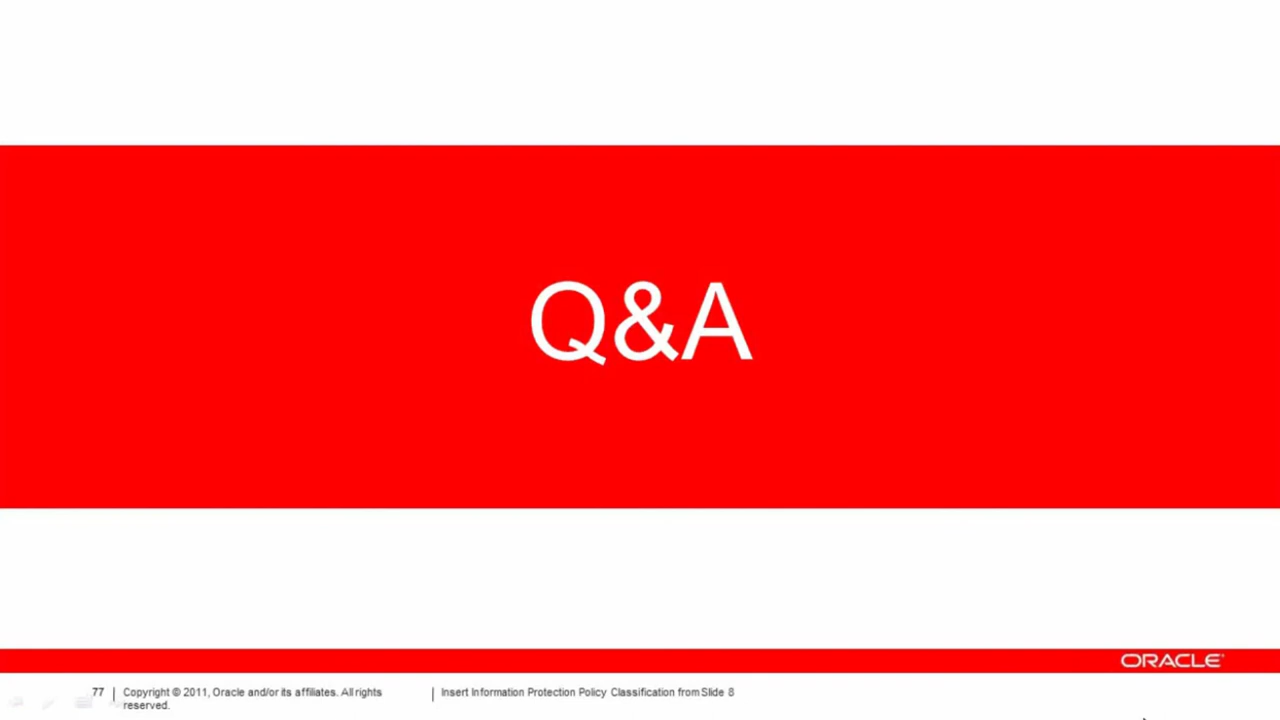 Q&A
ORACLE®
77 | Copyright © 2011, Oracle and/or its affiliates. All rights reserved.
Insert Information Protection Policy Classification from Slide 8